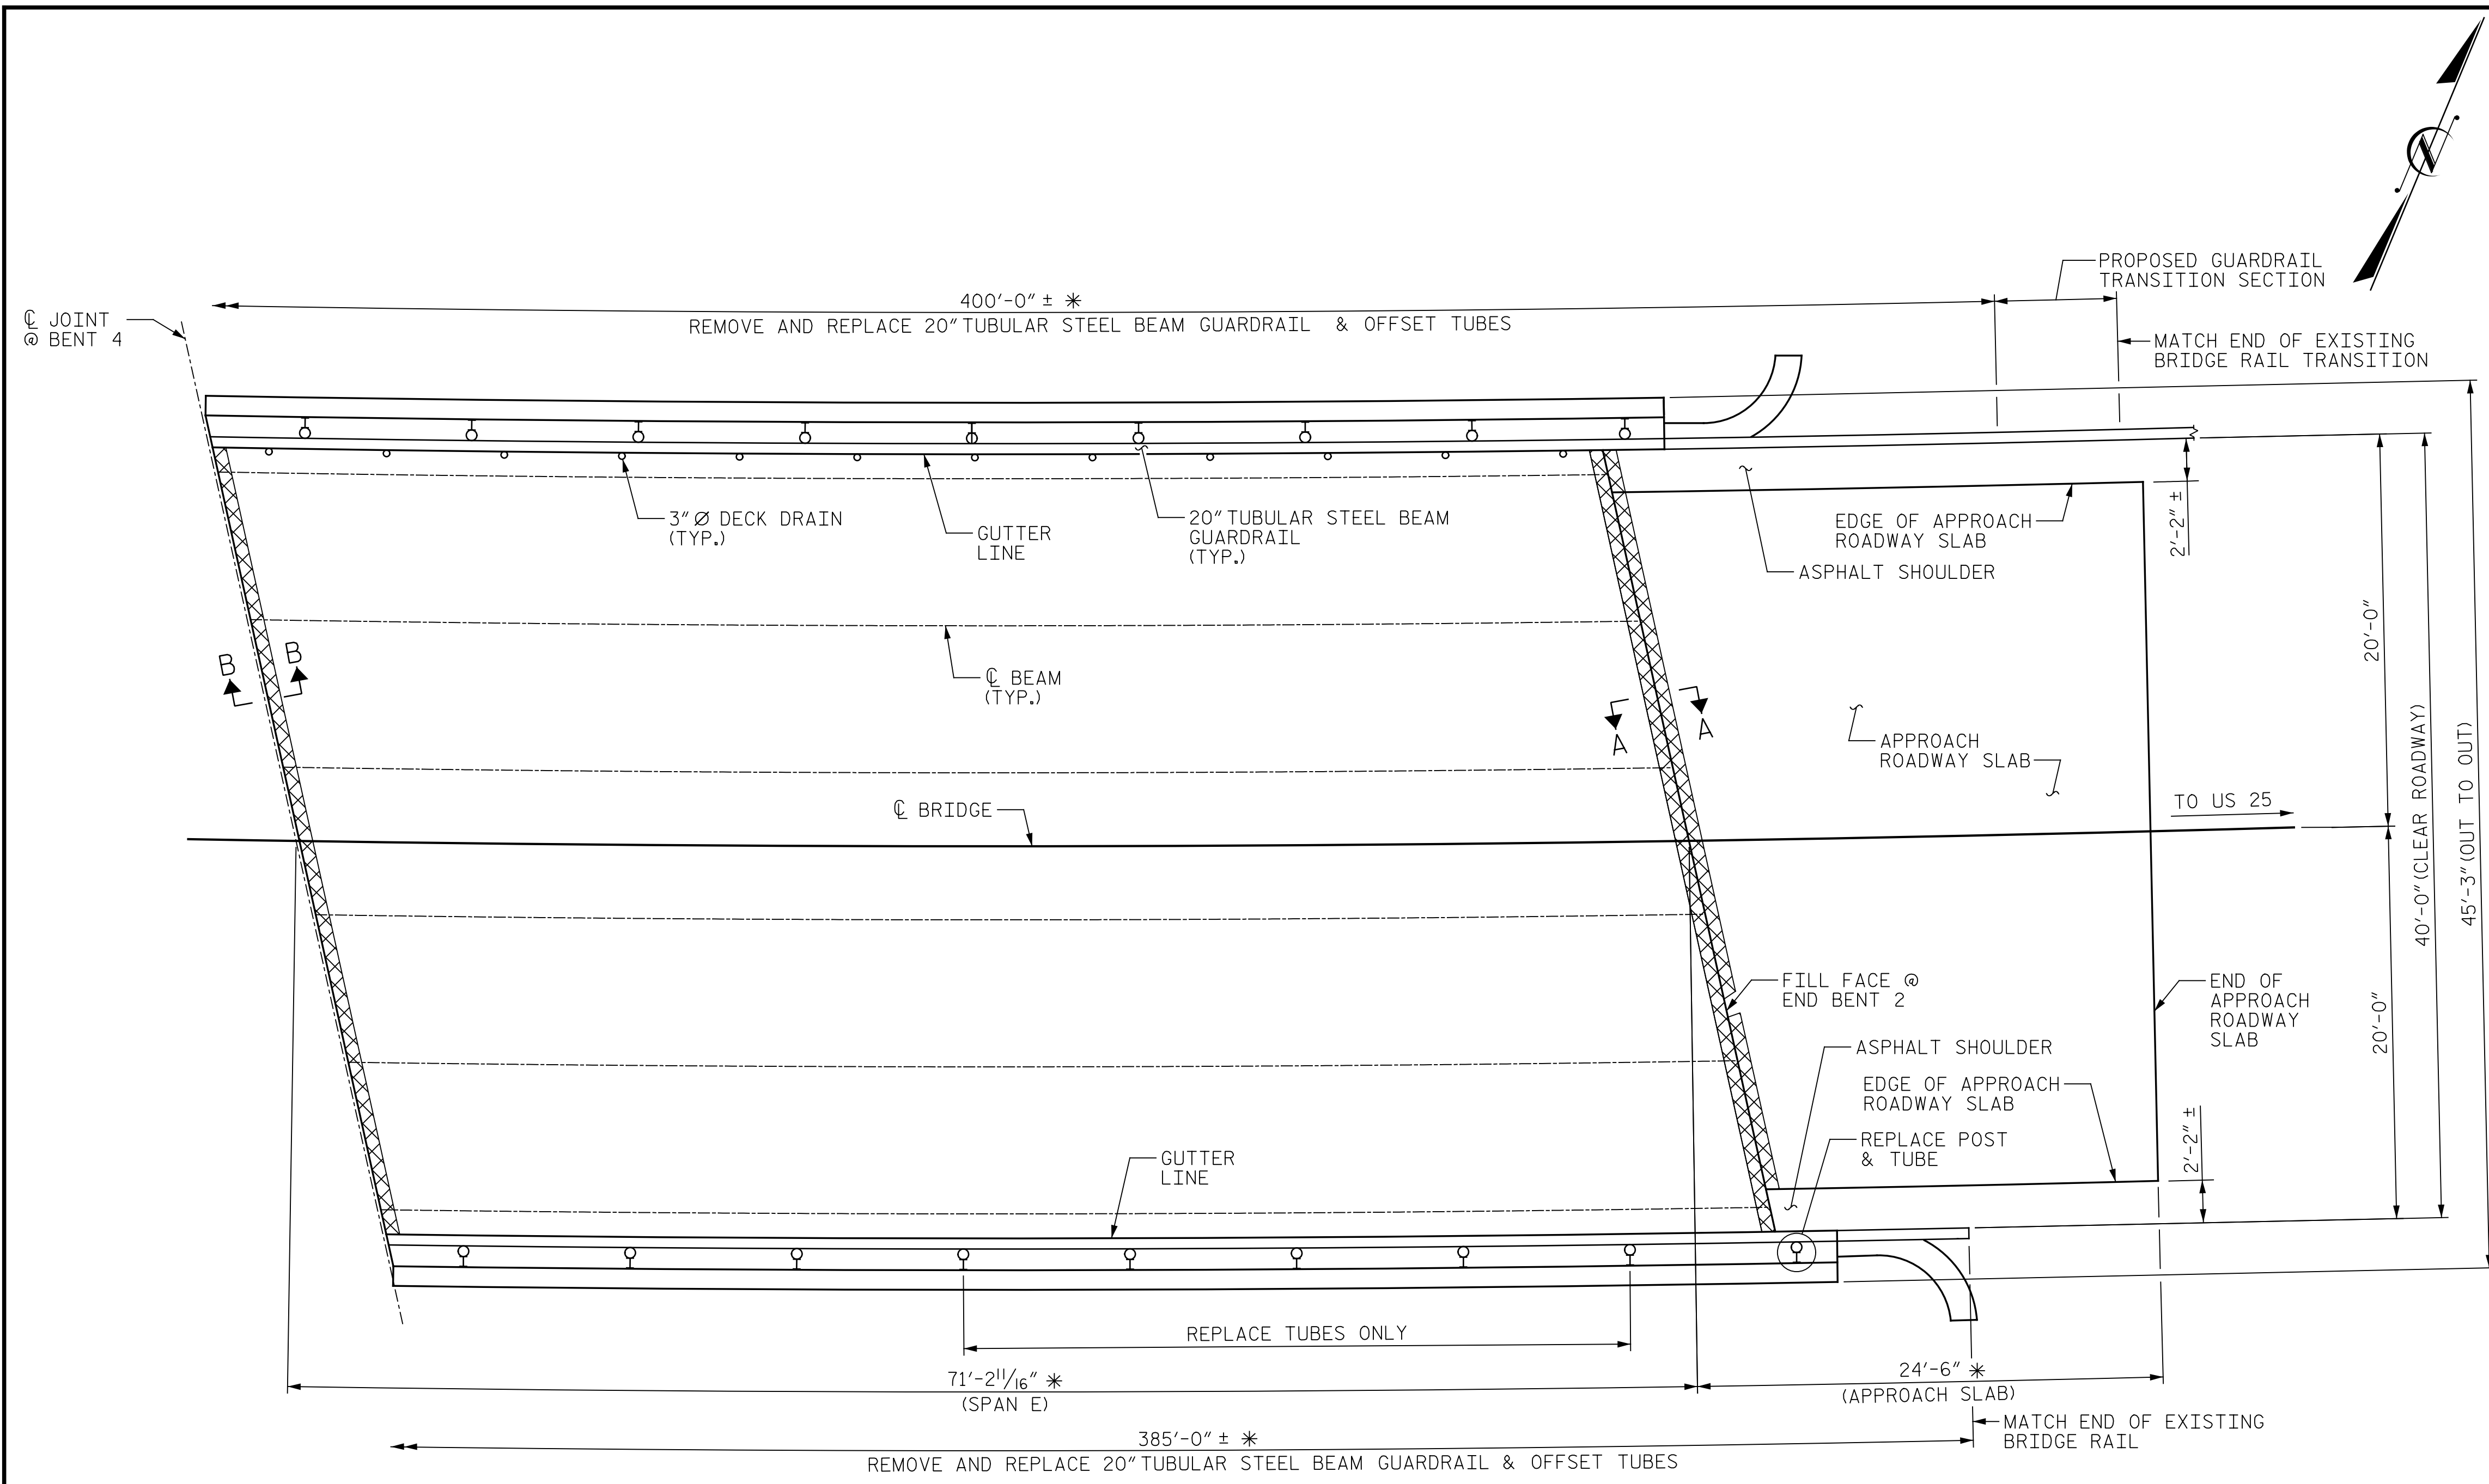 PROPOSED GUARDRAIL
TRANSITION SECTION
N
400'-0" ± ✳
REMOVE AND REPLACE 20" TUBULAR STEEL BEAM GUARDRAIL & OFFSET TUBES
℄ JOINT
@ BENT 4
MATCH END OF EXISTING
BRIDGE RAIL TRANSITION
3" Ø DECK DRAIN
(TYP.)
GUTTER
LINE
20" TUBULAR STEEL BEAM
GUARDRAIL
(TYP.)
EDGE OF APPROACH
ROADWAY SLAB
2'-2" ±
ASPHALT SHOULDER
20'-0"
B
B
℄ BEAM
(TYP.)
A
A
APPROACH
ROADWAY SLAB
40'-0" (CLEAR ROADWAY)
45'-3" (OUT TO OUT)
℄ BRIDGE
TO US 25
FILL FACE @
END BENT 2
END OF
APPROACH
ROADWAY
SLAB
20'-0"
ASPHALT SHOULDER
EDGE OF APPROACH
ROADWAY SLAB
2'-2" ±
REPLACE POST
& TUBE
GUTTER
LINE
REPLACE TUBES ONLY
71'-2 11/16" ✳
(SPAN E)
24'-6" ✳
(APPROACH SLAB)
MATCH END OF EXISTING
BRIDGE RAIL
385'-0" ± ✳
REMOVE AND REPLACE 20" TUBULAR STEEL BEAM GUARDRAIL & OFFSET TUBES